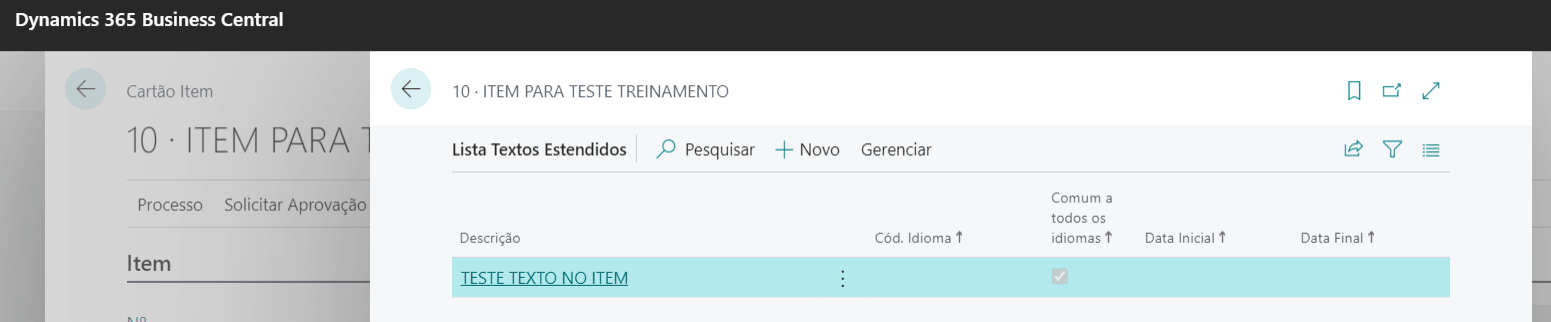 Dynamics 365 Business Central
Cartão Item
10 · ITEM PARA T
Processo Solicitar Aprovação
Item
Nº
10 · ITEM PARA TESTE TREINAMENTO
Lista Textos Estendidos Pesquisar Novo Gerenciar
Descrição Cód. Idioma Comum a todos os idiomas Data Inicial Data Final
TESTE TEXTO NO ITEM